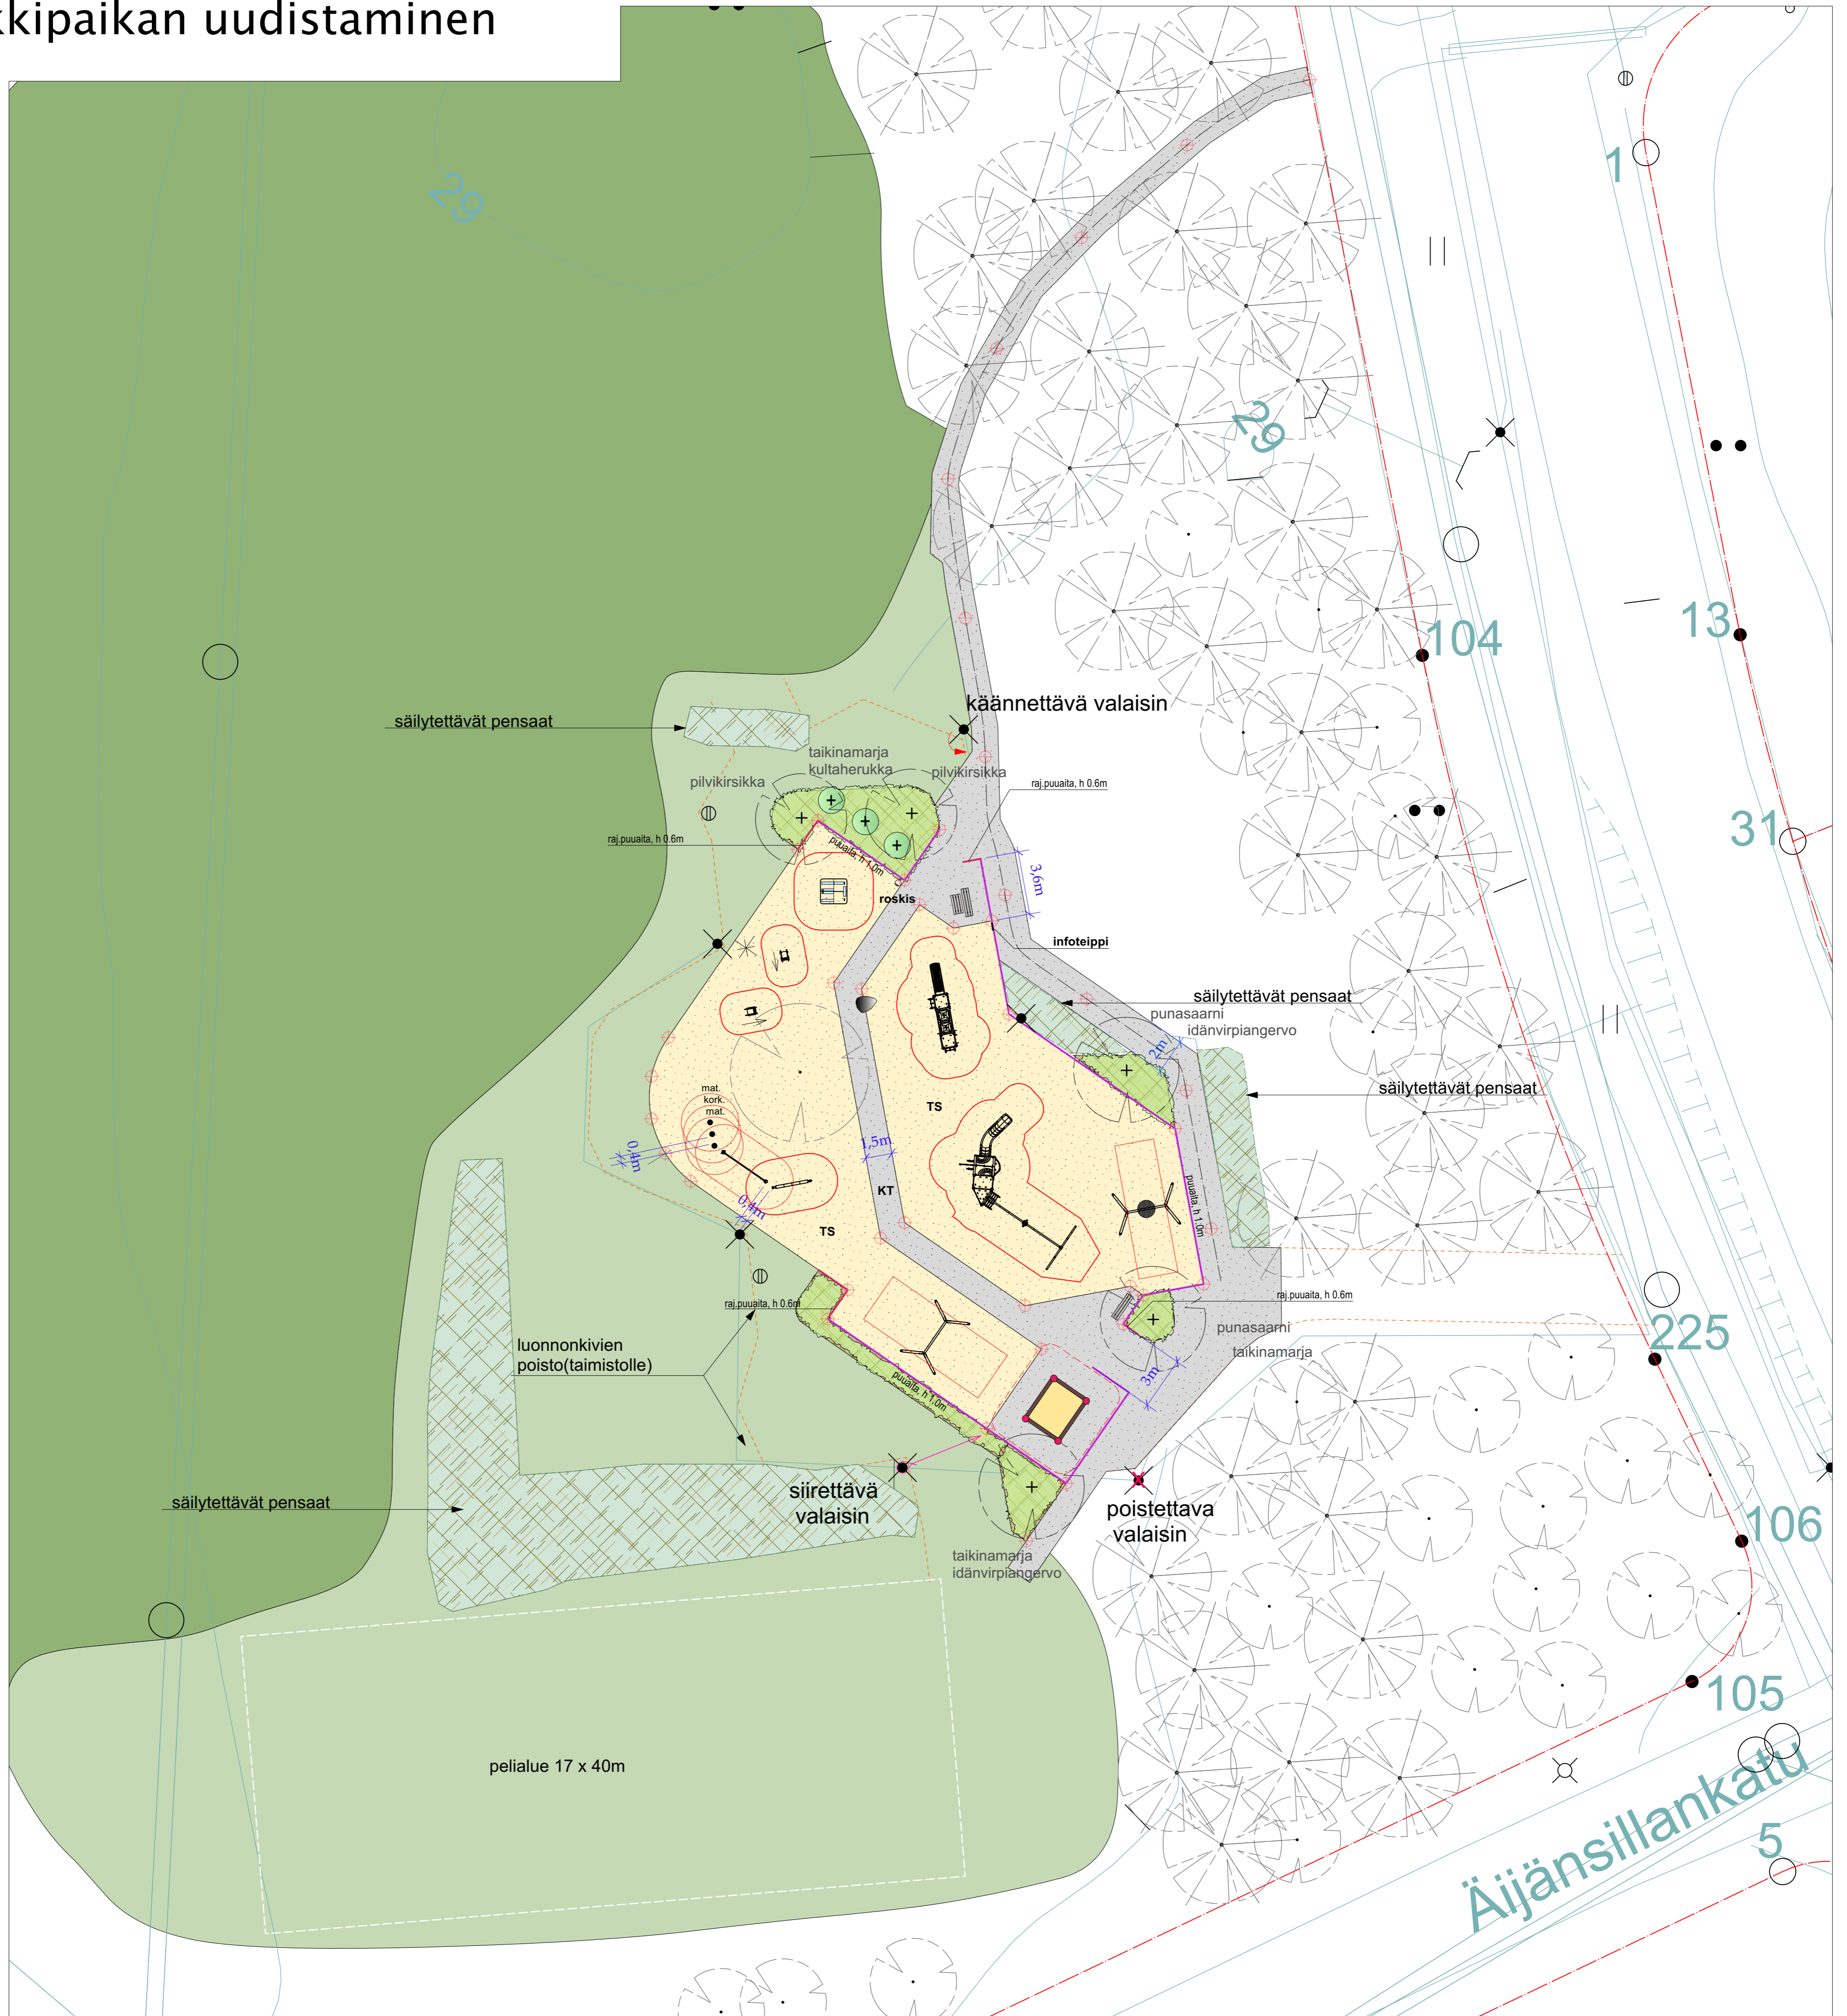 kkipaikan uudistaminen
29
1
29
104
13
käännettävä valaisin
säilytettävät pensaat
taikinamarja
kultaherukka
pilvikirsikka
pilvikirsikka
raj.puuaita, h 0.6m
31
raj.puuaita, h 0.6m
puuaita, h 1.0m
3,6m
roskis
infoteippi
säilytettävät pensaat
punasaarni
idänvirpiangervo
2m
säilytettävät pensaat
mat.
kork.
mat.
TS
0,4m
1,5m
KT
puuaita, h 1.0m
0,4m
TS
raj.puuaita, h 0.6m
raj.puuaita, h 0.6m
punasaarni
225
luonnonkivien
poisto(taimistolle)
taikinamarja
3m
puuaita, h 1.0m
säilytettävät pensaat
siirettävä
valaisin
poistettava
valaisin
106
taikinamarja
idänvirpiangervo
105
pelialue 17 x 40m
Äijänsillankatu
5